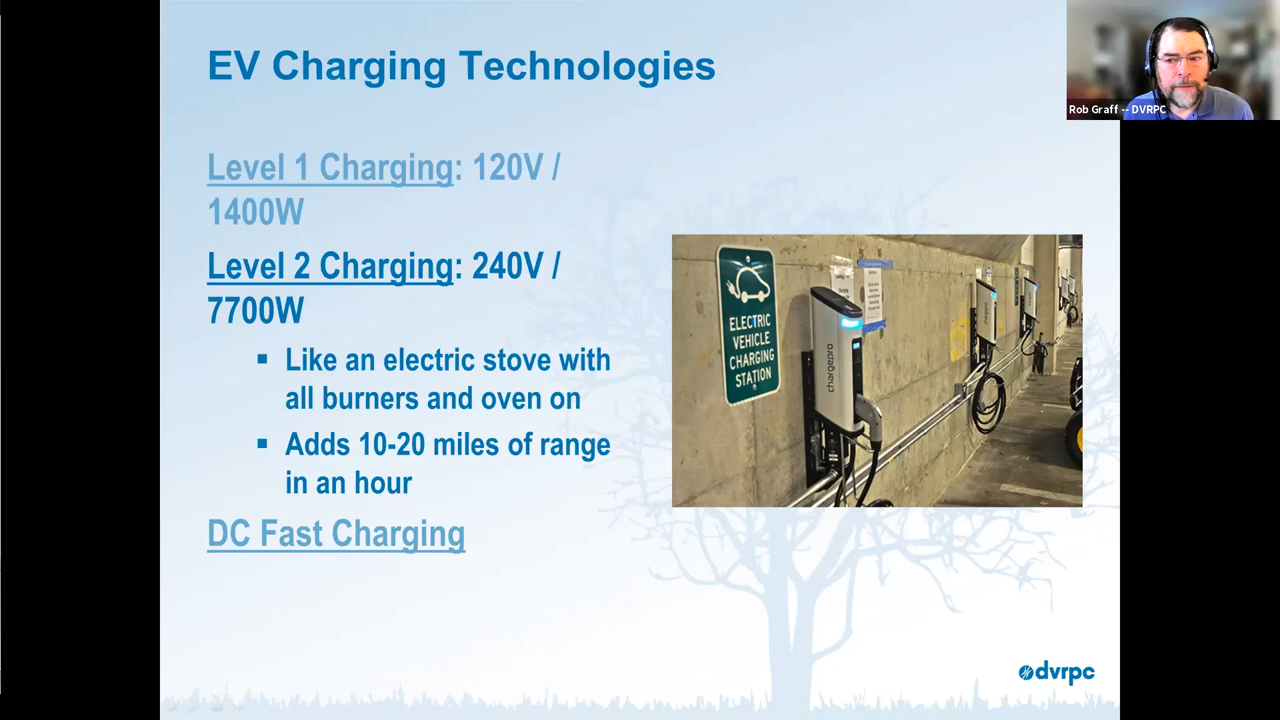 EV Charging Technologies
Rob Graff -- DVRPC
Level 1 Charging: 120V /
1400W
Level 2 Charging: 240V /
7700W
▪ Like an electric stove with
all burners and oven on
▪ Adds 10-20 miles of range
in an hour
DC Fast Charging
ELECTRIC
VEHICLE
CHARGING
STATION
chargepro
dvrpc